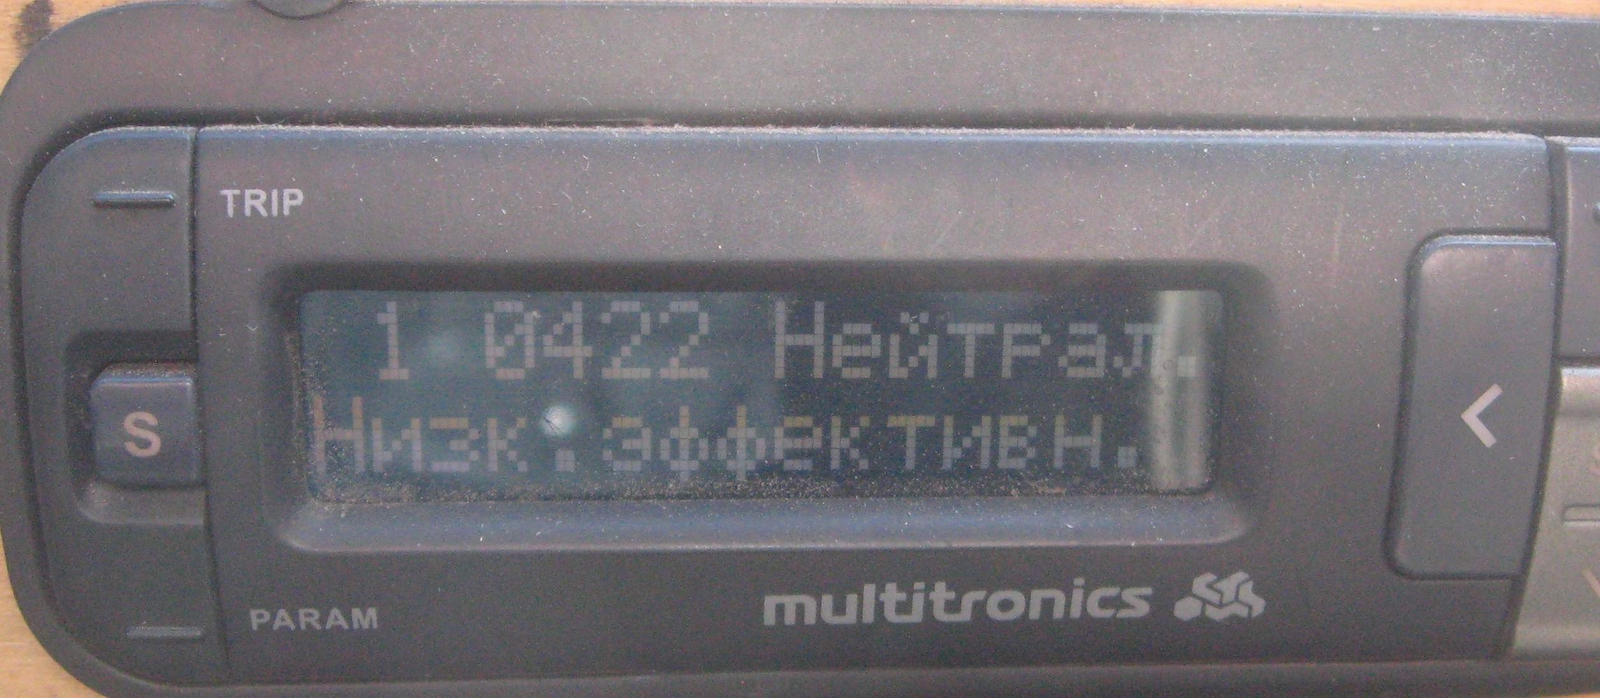 TRIP
1 0422 Нейтрал.
Низк.эффективн.
S
<
multitronics
PARAM